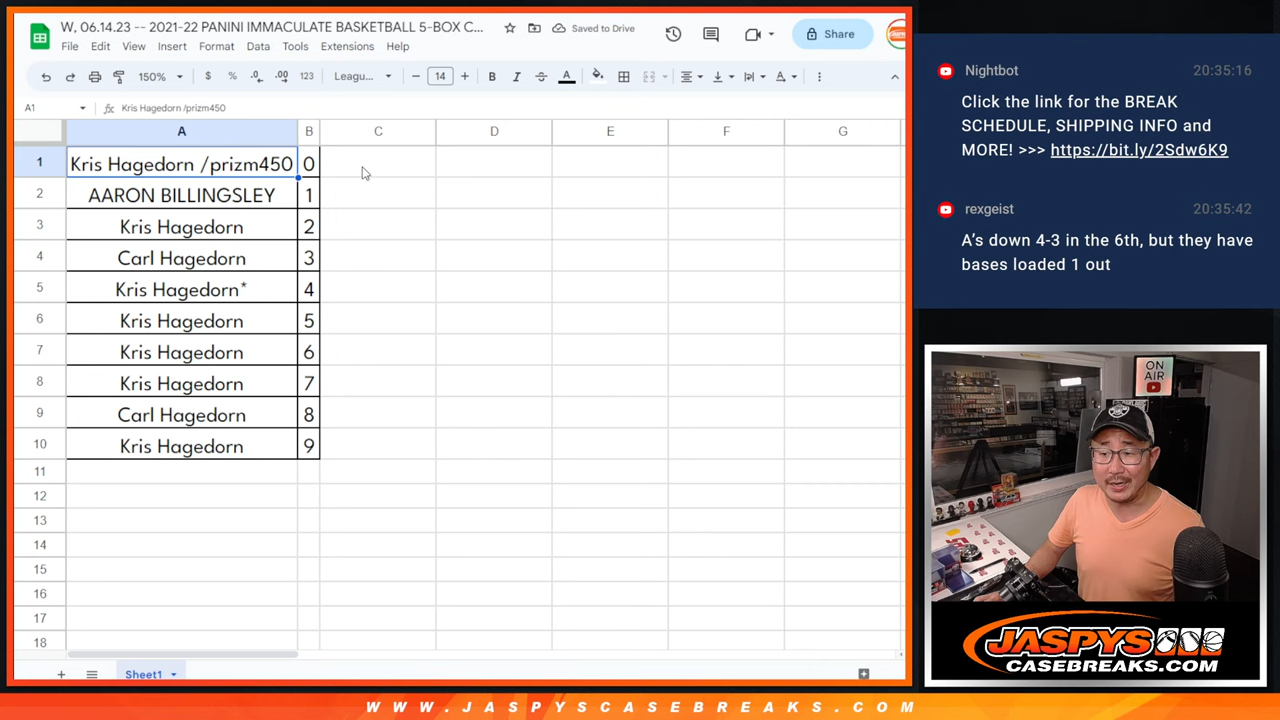 W, 06.14.23 -- 2021-22 PANINI IMMACULATE BASKETBALL 5-BOX C...
Saved to Drive
Share
File Edit View Insert Format Data Tools Extensions Help
150% $ % .0 .00 123 Leagu... 14 B I A
A1 fx Kris Hagedorn /prizm450
A B C D E F G
1 Kris Hagedorn /prizm450 0
2 AARON BILLINGSLEY 1
3 Kris Hagedorn 2
4 Carl Hagedorn 3
5 Kris Hagedorn* 4
6 Kris Hagedorn 5
7 Kris Hagedorn 6
8 Kris Hagedorn 7
9 Carl Hagedorn 8
10 Kris Hagedorn 9
11
12
13
14
15
16
17
18
Sheet1
Nightbot 20:35:16
Click the link for the BREAK
SCHEDULE, SHIPPING INFO and
MORE! >>> https://bit.ly/2Sdw6K9
rexgeist 20:35:42
A's down 4-3 in the 6th, but they have
bases loaded 1 out
ON
AIR
JASPYS
CASEBREAKS.COM
WWW.JASPYSCASEBREAKS.COM